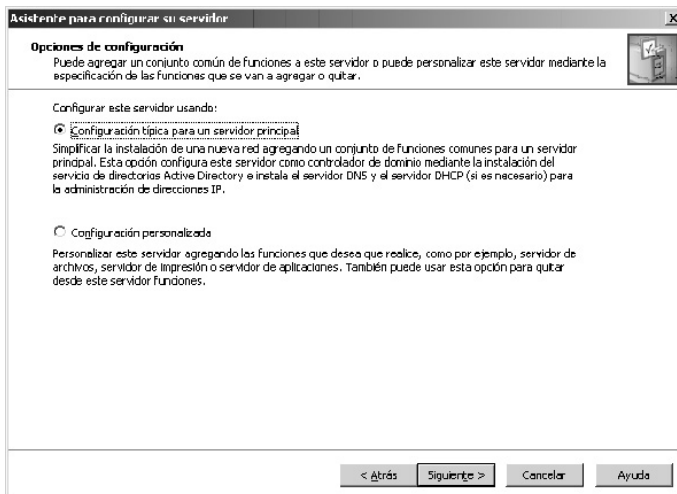 Asistente para configurar su servidor
Opciones de configuración
Puede agregar un conjunto común de funciones a este servidor o puede personalizar este servidor mediante la
especificación de las funciones que se van a agregar o quitar.
Configurar este servidor usando:
Configuración típica para un servidor principal
Simplificar la instalación de una nueva red agregando un conjunto de funciones comunes para un servidor
principal. Esta opción configura este servidor como controlador de dominio mediante la instalación del
servicio de directorios Active Directory e instala el servidor DNS y el servidor DHCP (si es necesario) para
la administración de direcciones IP.
Configuración personalizada
Personalizar este servidor agregando las funciones que desea que realice, como por ejemplo, servidor de
archivos, servidor de impresión o servidor de aplicaciones. También puede usar esta opción para quitar
desde este servidor funciones.
< Atrás Siguiente > Cancelar Ayuda